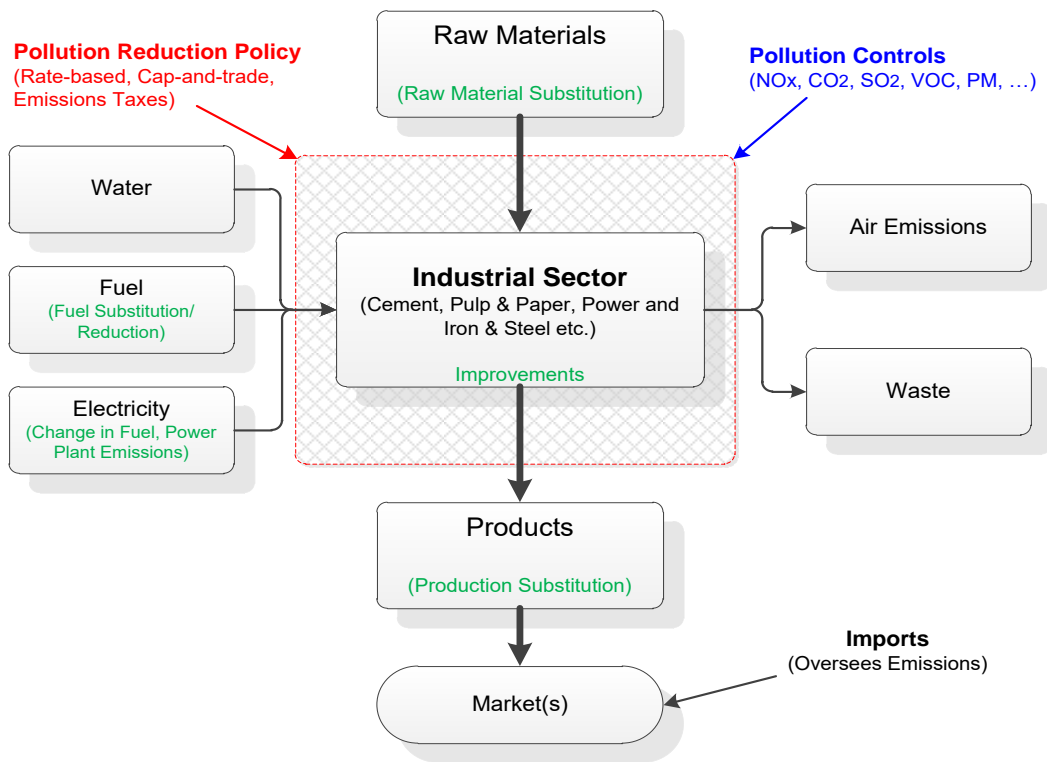 Raw Materials
(Raw Material Substitution)
Pollution Reduction Policy
(Rate-based, Cap-and-trade,
Emissions Taxes)
Pollution Controls
(NOx, CO2, SO2, VOC, PM, …)
Water
Fuel
(Fuel Substitution/
Reduction)
Electricity
(Change in Fuel, Power
Plant Emissions)
Industrial Sector
(Cement, Pulp & Paper, Power and
Iron & Steel etc.)
Improvements
Air Emissions
Waste
Products
(Production Substitution)
Imports
(Oversees Emissions)
Market(s)